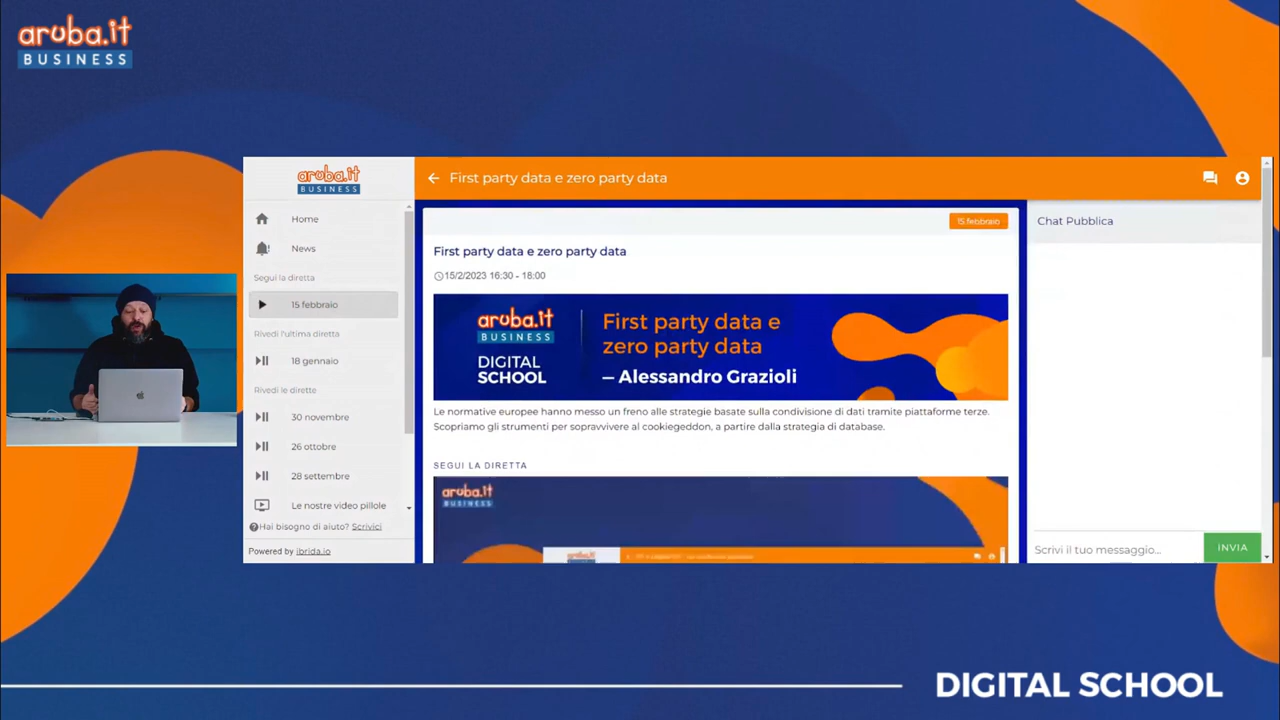 aruba.it
BUSINESS
aruba.it
BUSINESS
Home
News
Segui la diretta
15 febbraio
Rivedi l'ultima diretta
18 gennaio
Rivedi le dirette
30 novembre
26 ottobre
28 settembre
Le nostre video pillole
Hai bisogno di aiuto? Scrivici
Powered by ibrida.io
First party data e zero party data
15 febbraio
First party data e zero party data
15/2/2023 16:30 - 18:00
aruba.it
BUSINESS
DIGITAL
SCHOOL
First party data e
zero party data
— Alessandro Grazioli
Le normative europee hanno messo un freno alle strategie basate sulla condivisione di dati tramite piattaforme terze.
Scopriamo gli strumenti per sopravvivere al cookiegeddon, a partire dalla strategia di database.
SEGUI LA DIRETTA
aruba.it
BUSINESS
Chat Pubblica
Scrivi il tuo messaggio...
INVIA
DIGITAL SCHOOL